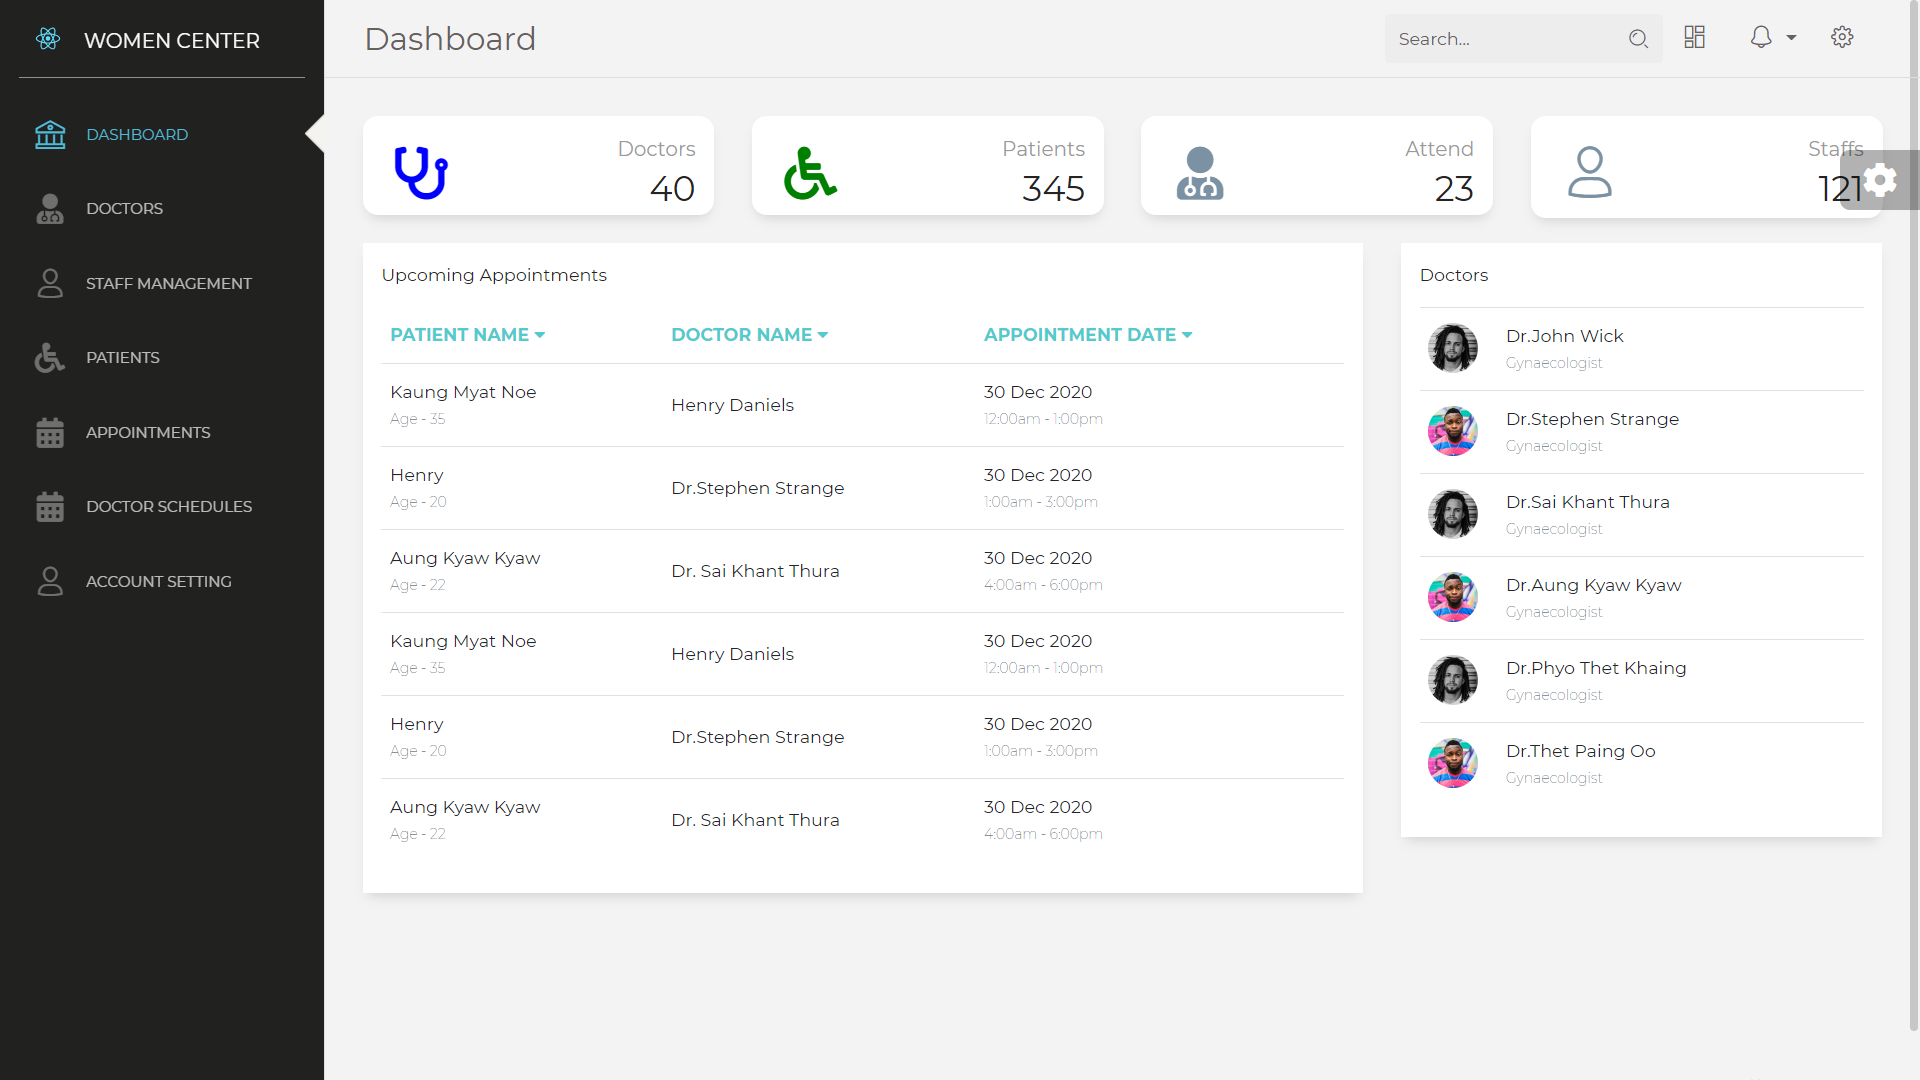 WOMEN CENTER
DASHBOARD
DOCTORS
STAFF MANAGEMENT
PATIENTS
APPOINTMENTS
DOCTOR SCHEDULES
ACCOUNT SETTING
Dashboard
Search...
Doctors
40
Patients
345
Attend
23
Staffs
121
Upcoming Appointments
PATIENT NAME DOCTOR NAME APPOINTMENT DATE
Kaung Myat Noe
Age - 35
Henry Daniels
30 Dec 2020
12:00am - 1:00pm
Henry
Age - 20
Dr.Stephen Strange
30 Dec 2020
1:00am - 3:00pm
Aung Kyaw Kyaw
Age - 22
Dr. Sai Khant Thura
30 Dec 2020
4:00am - 6:00pm
Kaung Myat Noe
Age - 35
Henry Daniels
30 Dec 2020
12:00am - 1:00pm
Henry
Age - 20
Dr.Stephen Strange
30 Dec 2020
1:00am - 3:00pm
Aung Kyaw Kyaw
Age - 22
Dr. Sai Khant Thura
30 Dec 2020
4:00am - 6:00pm
Doctors
Dr.John Wick
Gynaecologist
Dr.Stephen Strange
Gynaecologist
Dr.Sai Khant Thura
Gynaecologist
Dr.Aung Kyaw Kyaw
Gynaecologist
Dr.Phyo Thet Khaing
Gynaecologist
Dr.Thet Paing Oo
Gynaecologist